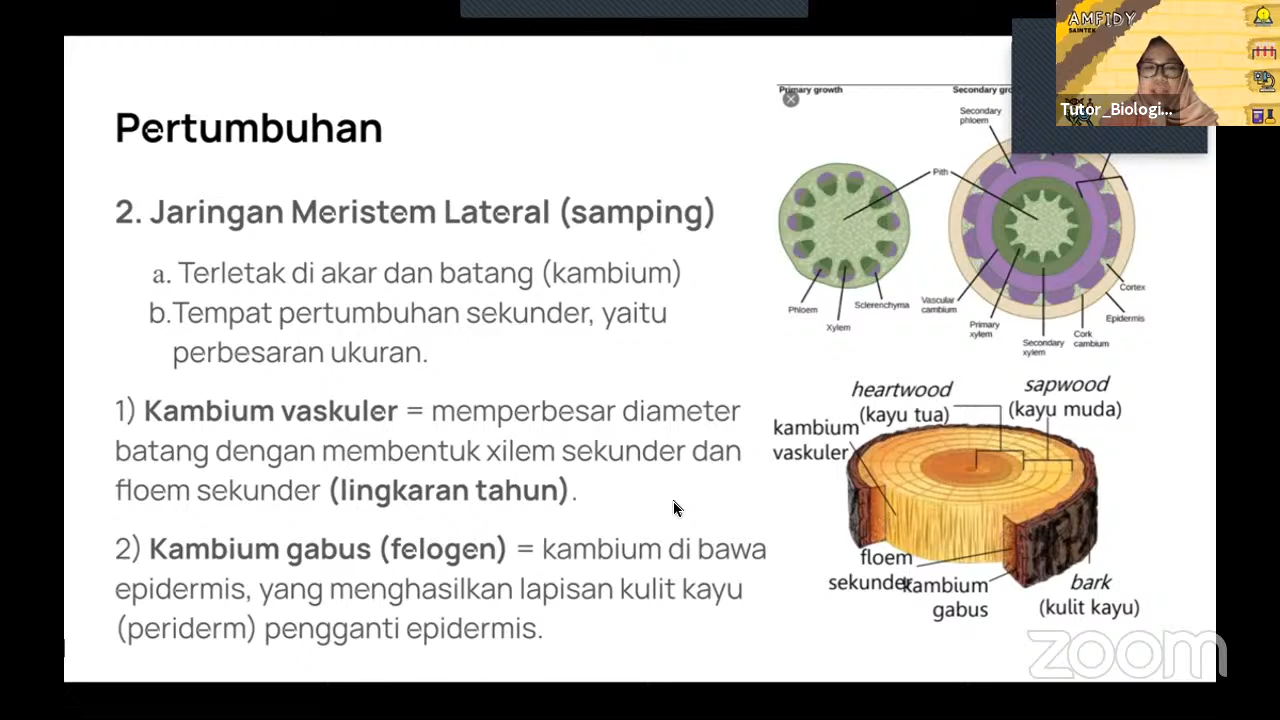 Pertumbuhan
2. Jaringan Meristem Lateral (samping)
a. Terletak di akar dan batang (kambium)
b.Tempat pertumbuhan sekunder, yaitu
perbesaran ukuran.
1) Kambium vaskuler = memperbesar diameter
batang dengan membentuk xilem sekunder dan
floem sekunder (lingkaran tahun).
2) Kambium gabus (felogen) = kambium di bawa
epidermis, yang menghasilkan lapisan kulit kayu
(periderm) pengganti epidermis.
Primary growth
Secondary
Secondary
phloem
Pith
Phloem
Xylem
Sclerenchyma
Vascular
cambium
Primary
xylem
Secondary
xylem
Cork
cambium
Epidermis
Cortex
heartwood
(kayu tua)
sapwood
(kayu muda)
kambium
vaskuler
floem
sekunder
kambium
gabus
bark
(kulit kayu)
AMFIDY
SAINTEK
Tutor_Biologi...
zoom